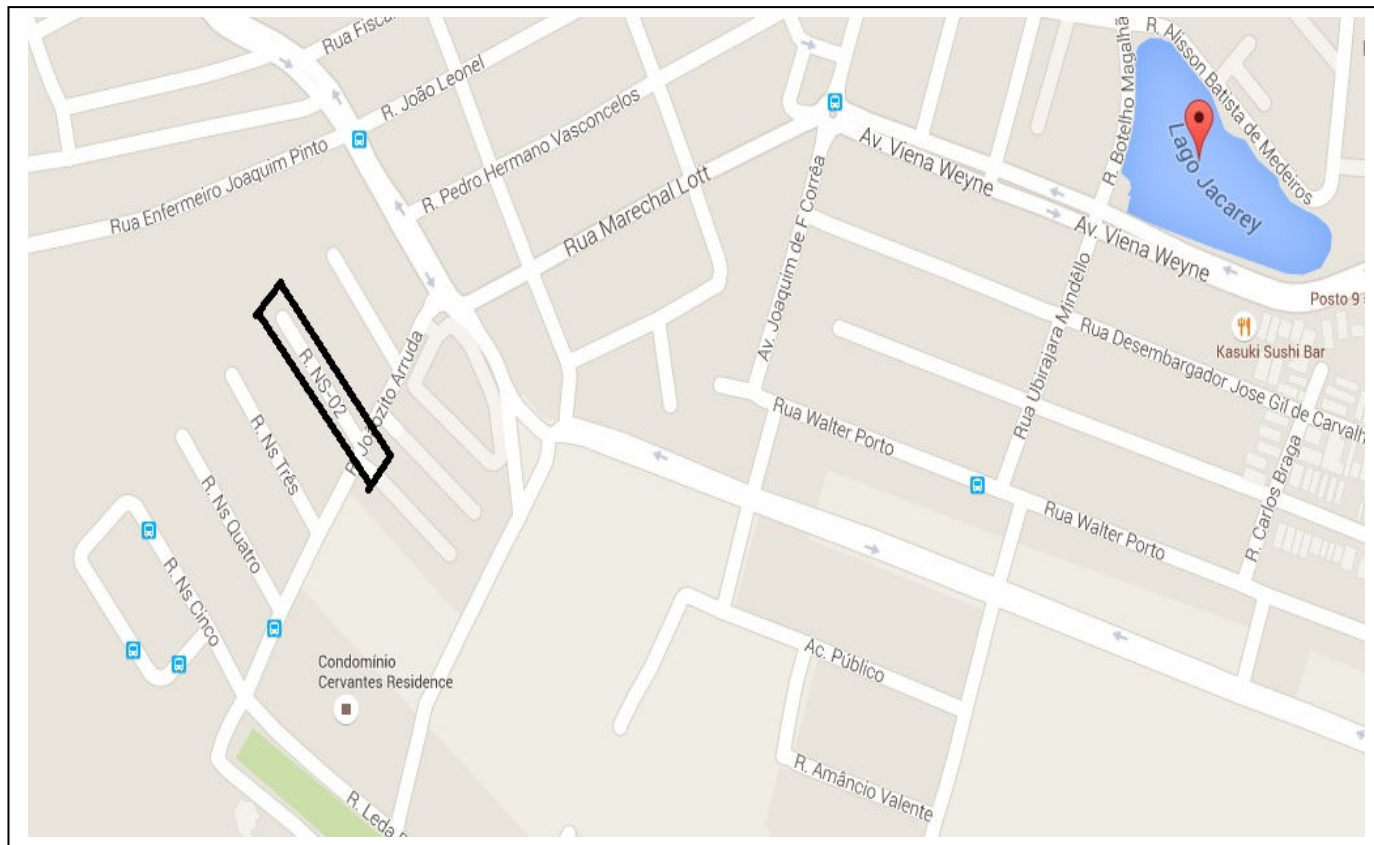 Rua Fisca
R. João Leonel
R. Pedro Hermano Vasconcelos
Rua Enfermeiro Joaquim Pinto
Rua Marechal Lott
Av. Viena Weyne
R. Botelho Magalhã
R. Alisson Batista de Medeiros
Lago Jacarey
Av. Viena Weyne
Posto 9
Kasuki Sushi Bar
Av. Joaquim de F Corrêa
Rua Ubirajara Mindêllo
Rua Desembargador Jose Gil de Carvalh
R. NS-02
R. Ns Três
R. Ns Quatro
R. Ns Cinco
Rua Walter Porto
Rua Walter Porto
R. Carlos Braga
Condomínio
Cervantes Residence
Ac. Público
R. Amâncio Valente
R. Leda